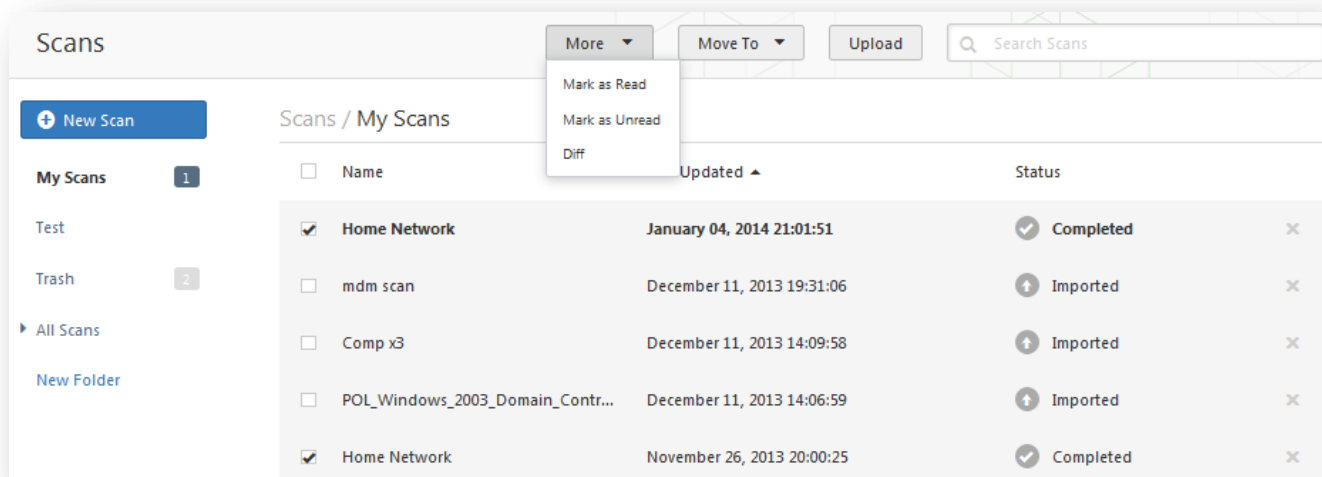 Scans
More
Move To
Upload
Search Scans
Mark as Read
Mark as Unread
Diff
New Scan
My Scans 1
Test
Trash 2
All Scans
New Folder
Scans / My Scans
Name Updated Status
Home Network January 04, 2014 21:01:51 Completed
mdm scan December 11, 2013 19:31:06 Imported
Comp x3 December 11, 2013 14:09:58 Imported
POL_Windows_2003_Domain_Contr... December 11, 2013 14:06:59 Imported
Home Network November 26, 2013 20:00:25 Completed